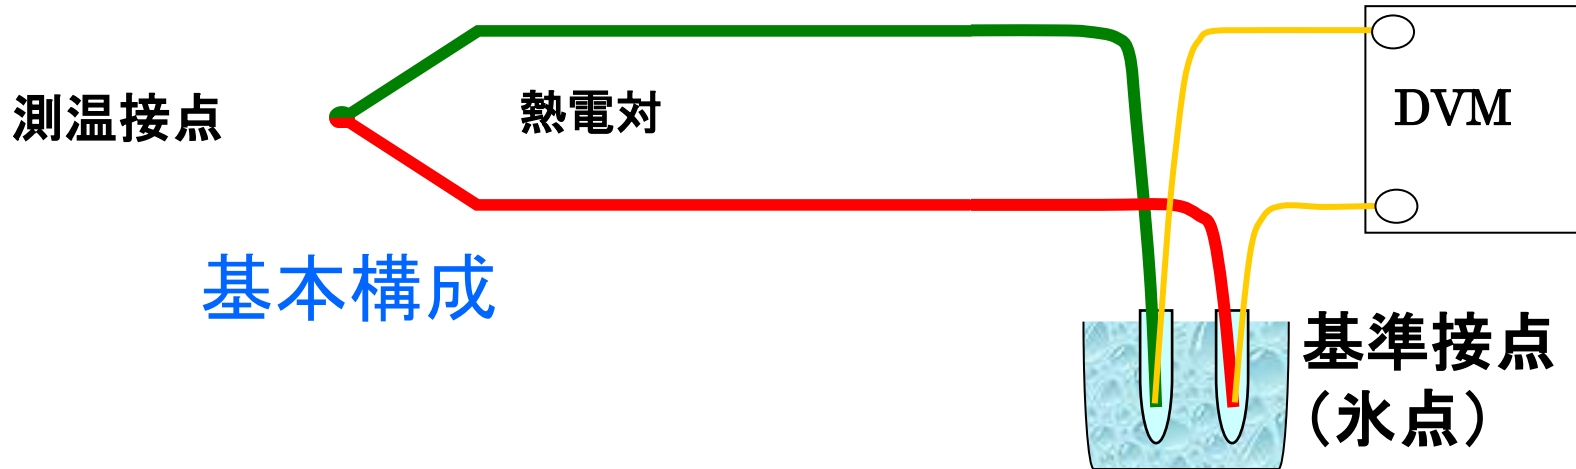 測温接点
熱電対
DVM
基本構成
基準接点
（氷点）